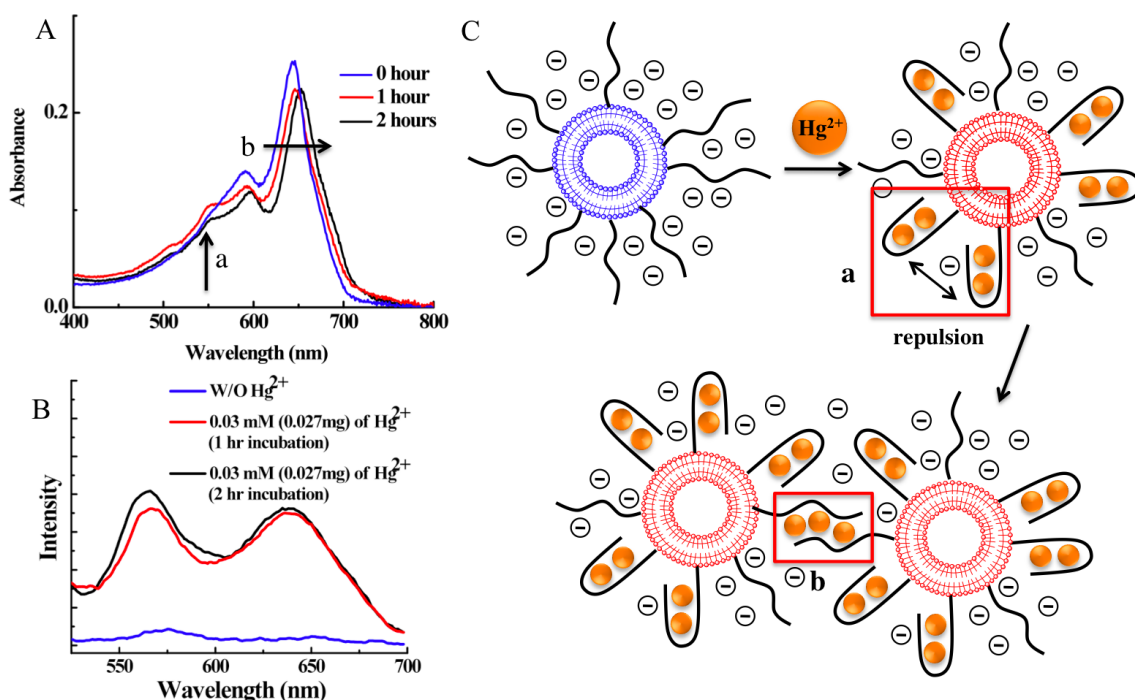 A
0.2
0.0
Absorbance
0 hour
1 hour
2 hours
b
a
400 500 600 700 800
Wavelength (nm)
B
W/O Hg²⁺
0.03 mM (0.027mg) of Hg²⁺
(1 hr incubation)
0.03 mM (0.027mg) of Hg²⁺
(2 hr incubation)
Intensity
550 600 650 700
Wavelength (nm)
C
Hg²⁺
a
repulsion
b